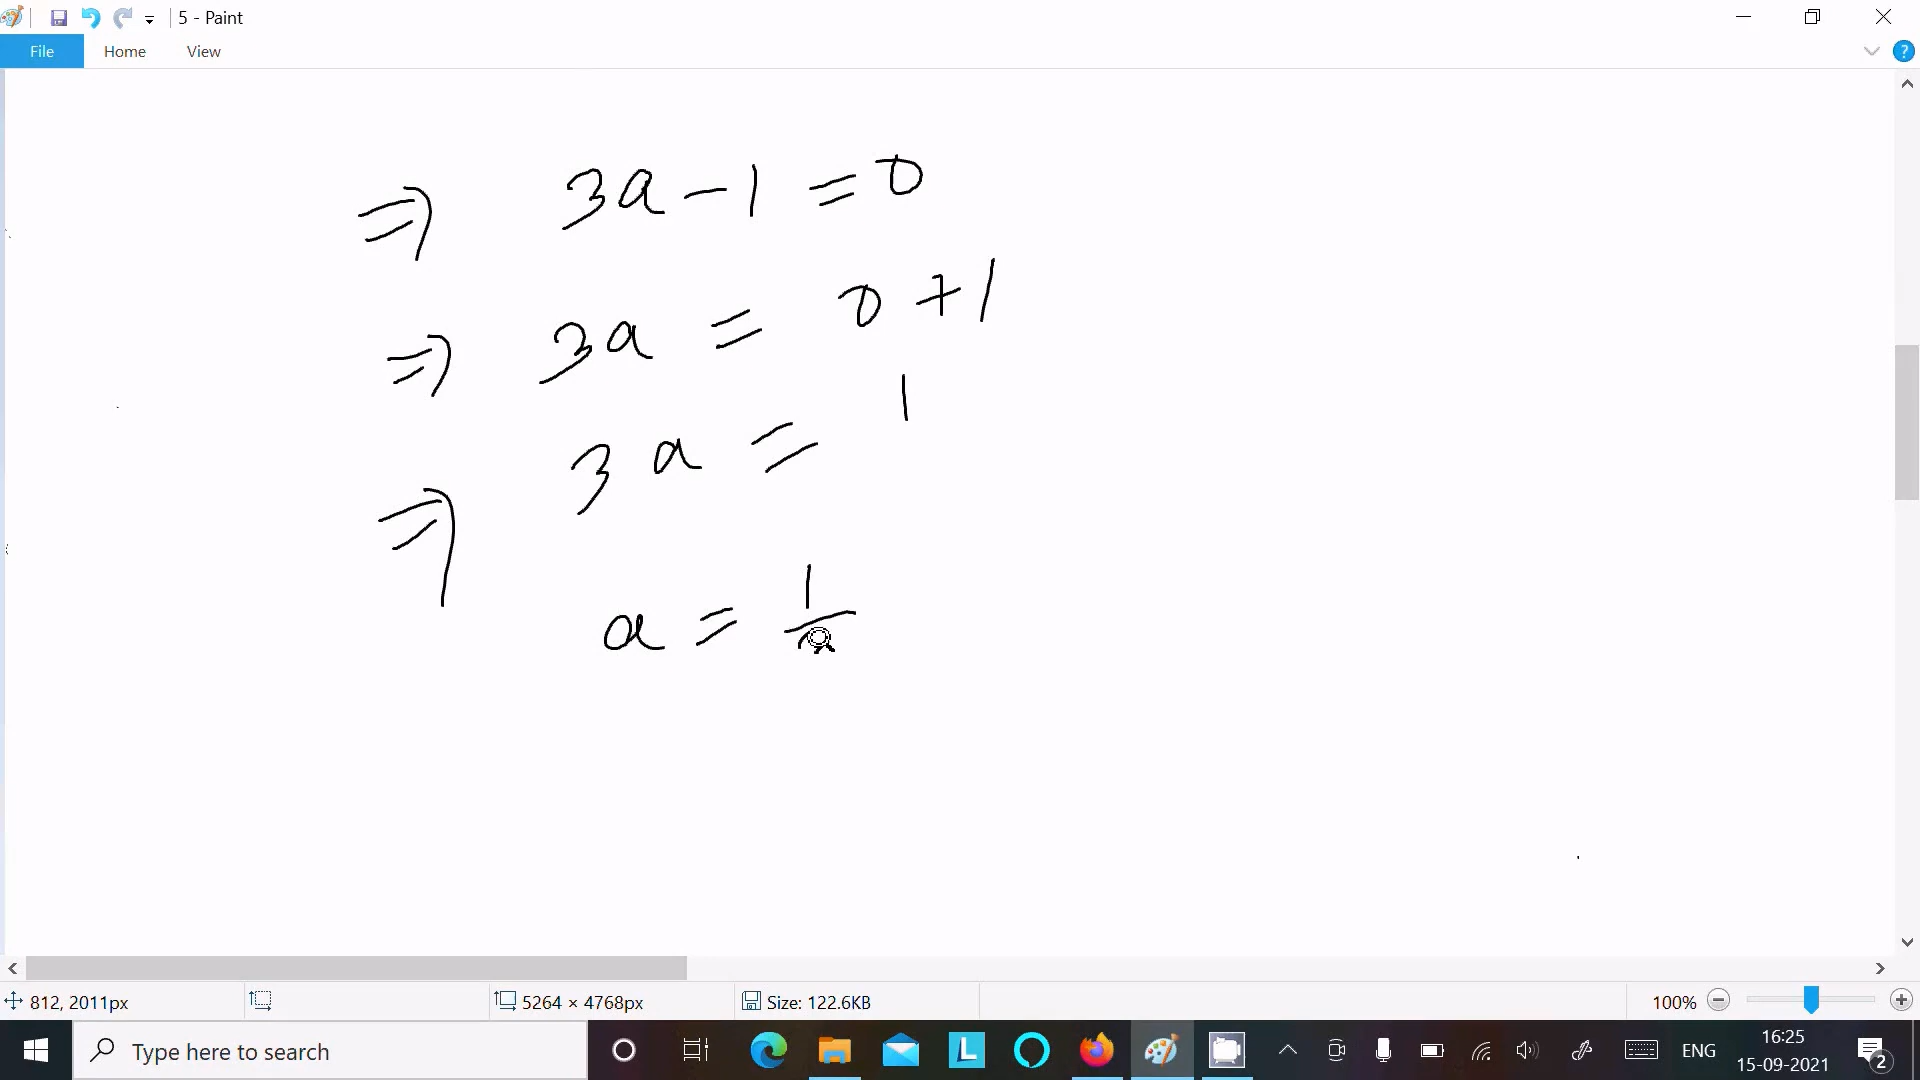 5 - Paint
File Home View
⇒ 3a - 1 = 0
⇒ 3a = 0 + 1
3a = 1
⇒
a = 1/
812, 2011px 5264 × 4768px Size: 122.6KB 100%
Type here to search L ENG 16:25
15-09-2021 2